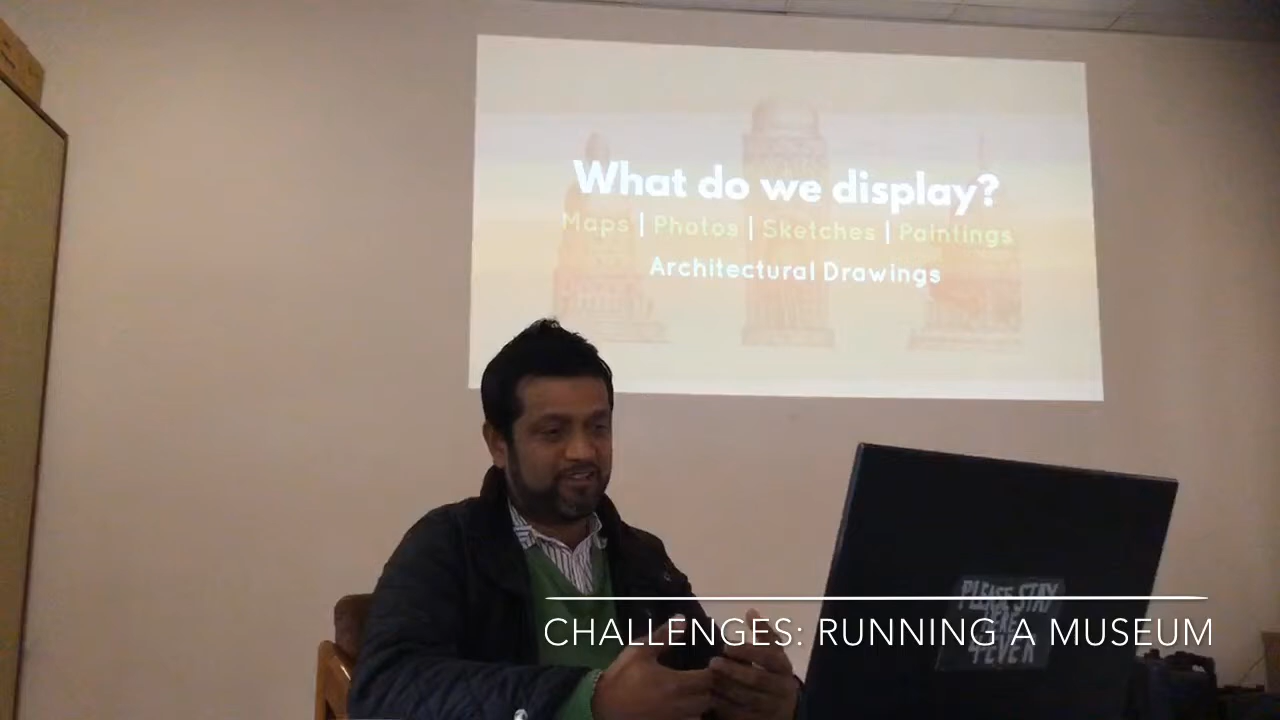 What do we display?
Maps | Photos | Sketches | Paintings
Architectural Drawings
PLEASE STAY
4EVER
CHALLENGES: RUNNING A MUSEUM